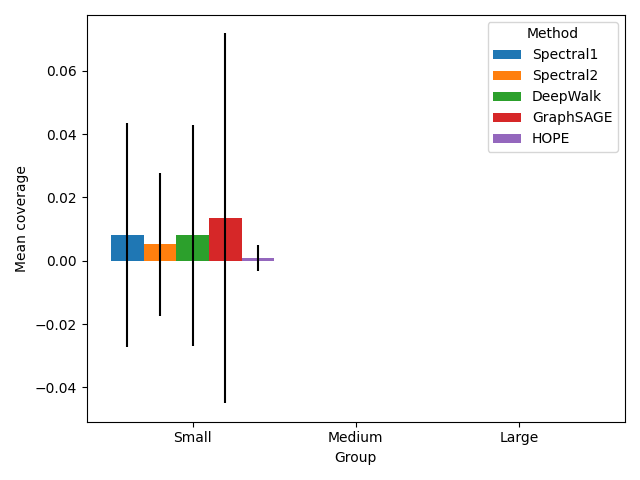 Method
Spectral1
Spectral2
DeepWalk
GraphSAGE
HOPE
0.06
0.04
0.02
0.00
−0.02
−0.04
Mean coverage
Small
Medium
Large
Group